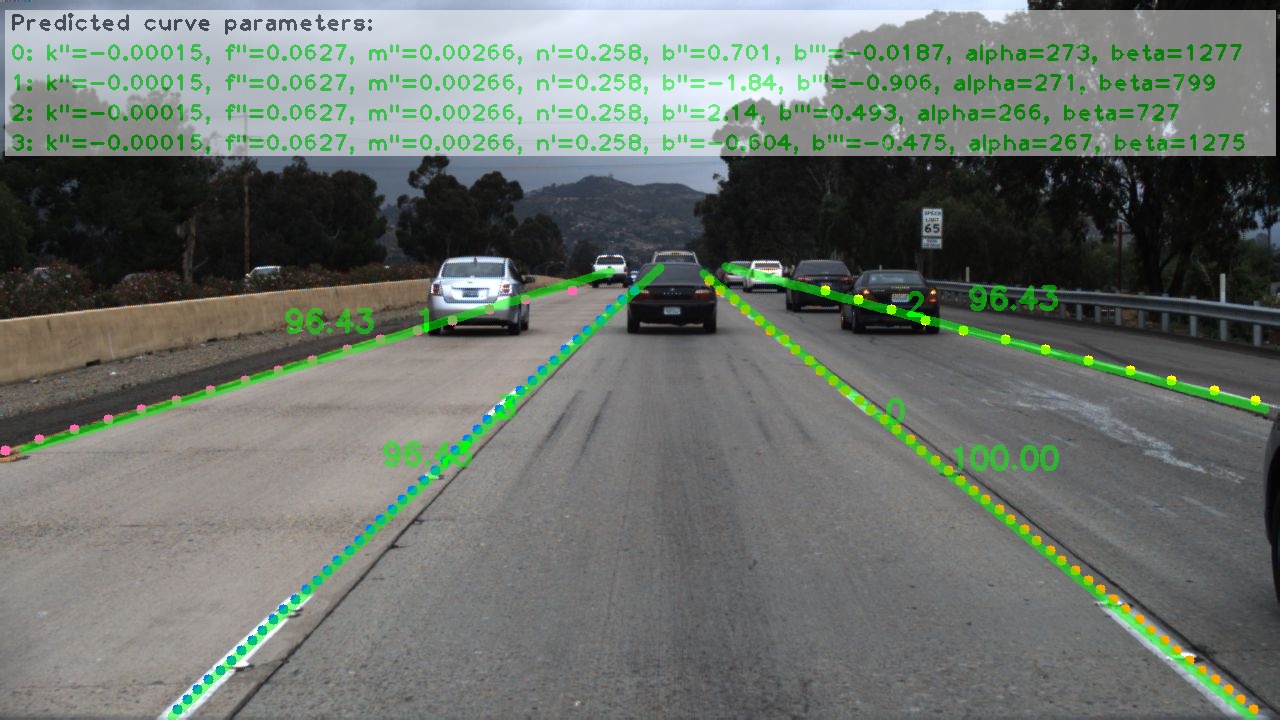 Predicted curve parameters:
0: k''=-0.00015, f''=0.0627, m''=0.00266, n'=0.258, b''=0.701, b'''=-0.0187, alpha=273, beta=1277
1: k''=-0.00015, f''=0.0627, m''=0.00266, n'=0.258, b''=-1.84, b'''=-0.906, alpha=271, beta=799
2: k''=-0.00015, f''=0.0627, m''=0.00266, n'=0.258, b''=2.14, b'''=0.493, alpha=266, beta=727
3: k''=-0.00015, f''=0.0627, m''=0.00266, n'=0.258, b''=-0.604, b'''=-0.475, alpha=267, beta=1275
SPEED
LIMIT
65
96.43
1
2
96.43
3
0
96.43
100.00